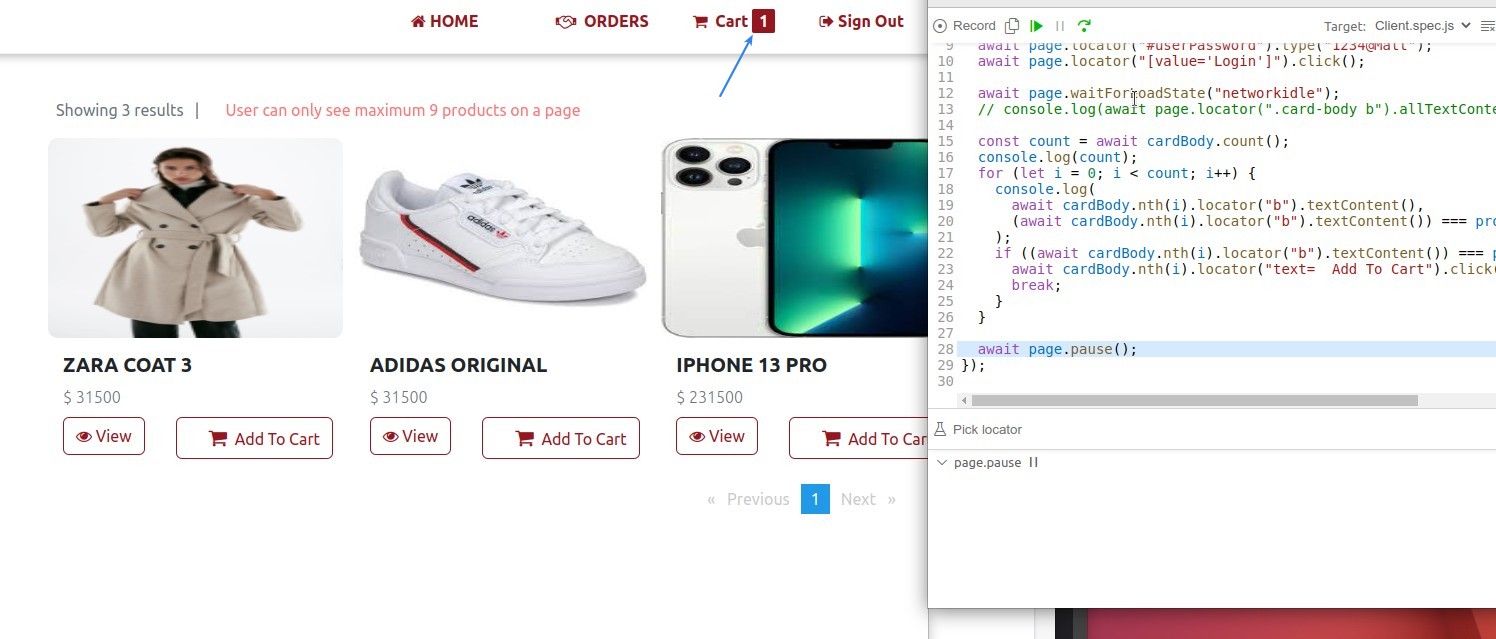 HOME ORDERS Cart 1 Sign Out
Showing 3 results | User can only see maximum 9 products on a page
adidas
ZARA COAT 3 ADIDAS ORIGINAL IPHONE 13 PRO
$ 31500 $ 31500 $ 231500
View Add To Cart View Add To Cart View Add To Car
« Previous 1 Next »
Record Target: Client.spec.js
9 await page.locator("#userPassword").type("1234@Mall");
10 await page.locator("[value='Login']").click();
11
12 await page.waitForLoadState("networkidle");
13 // console.log(await page.locator(".card-body b").allTextConte
14
15 const count = await cardBody.count();
16 console.log(count);
17 for (let i = 0; i < count; i++) {
18 console.log(
19 await cardBody.nth(i).locator("b").textContent(),
20 (await cardBody.nth(i).locator("b").textContent()) === pro
21 );
22 if ((await cardBody.nth(i).locator("b").textContent()) === p
23 await cardBody.nth(i).locator("text=  Add To Cart").click(
24 break;
25 }
26 }
27
28 await page.pause();
29 });
30
Pick locator
page.pause